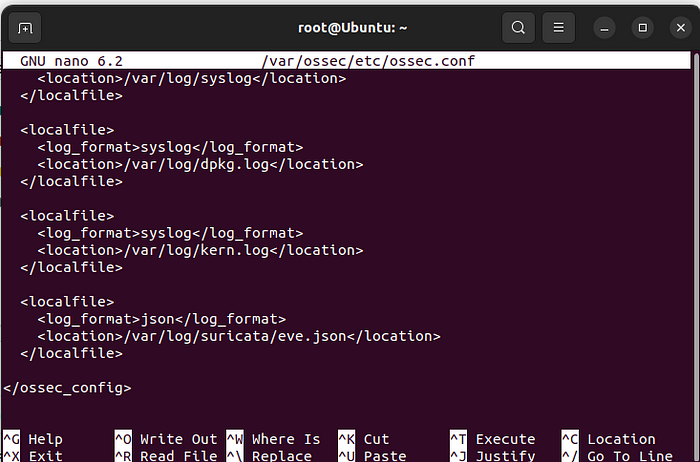 root@Ubuntu: ~
GNU nano 6.2 /var/ossec/etc/ossec.conf
<location>/var/log/syslog</location>
</localfile>
<localfile>
<log_format>syslog</log_format>
<location>/var/log/dpkg.log</location>
</localfile>
<localfile>
<log_format>syslog</log_format>
<location>/var/log/kern.log</location>
</localfile>
<localfile>
<log_format>json</log_format>
<location>/var/log/suricata/eve.json</location>
</localfile>
</ossec_config>
^G Help ^O Write Out ^W Where Is ^K Cut ^T Execute ^C Location
^X Exit ^R Read File ^\ Replace ^U Paste ^J Justify ^/ Go To Line